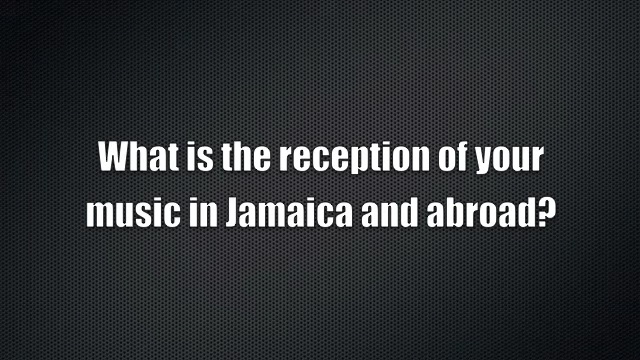 What is the reception of your
music in Jamaica and abroad?